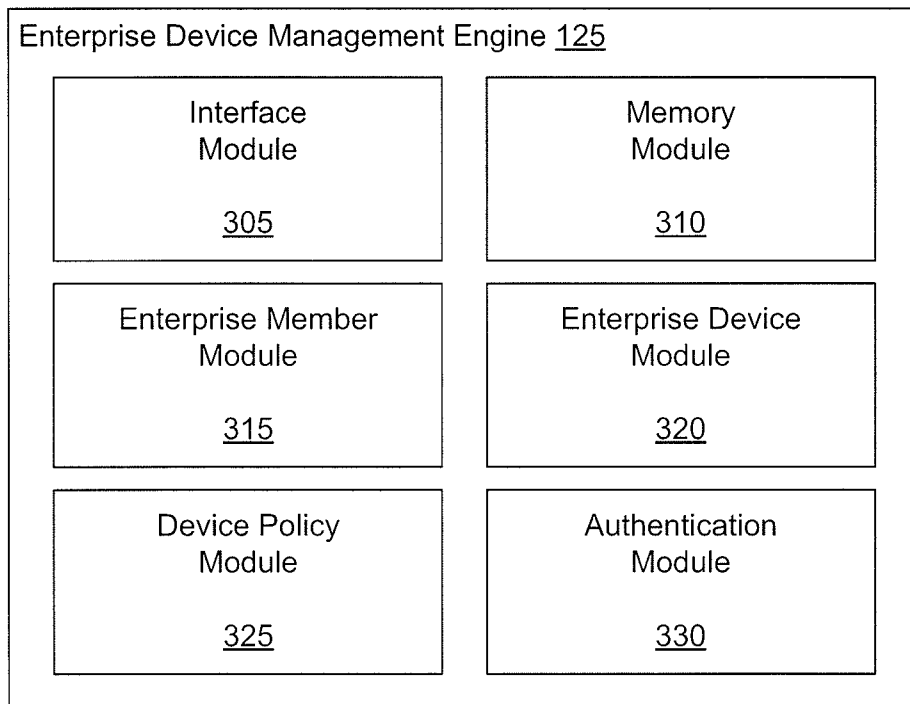 Enterprise Device Management Engine 125
Interface
Module
305
Memory
Module
310
Enterprise Member
Module
315
Enterprise Device
Module
320
Device Policy
Module
325
Authentication
Module
330